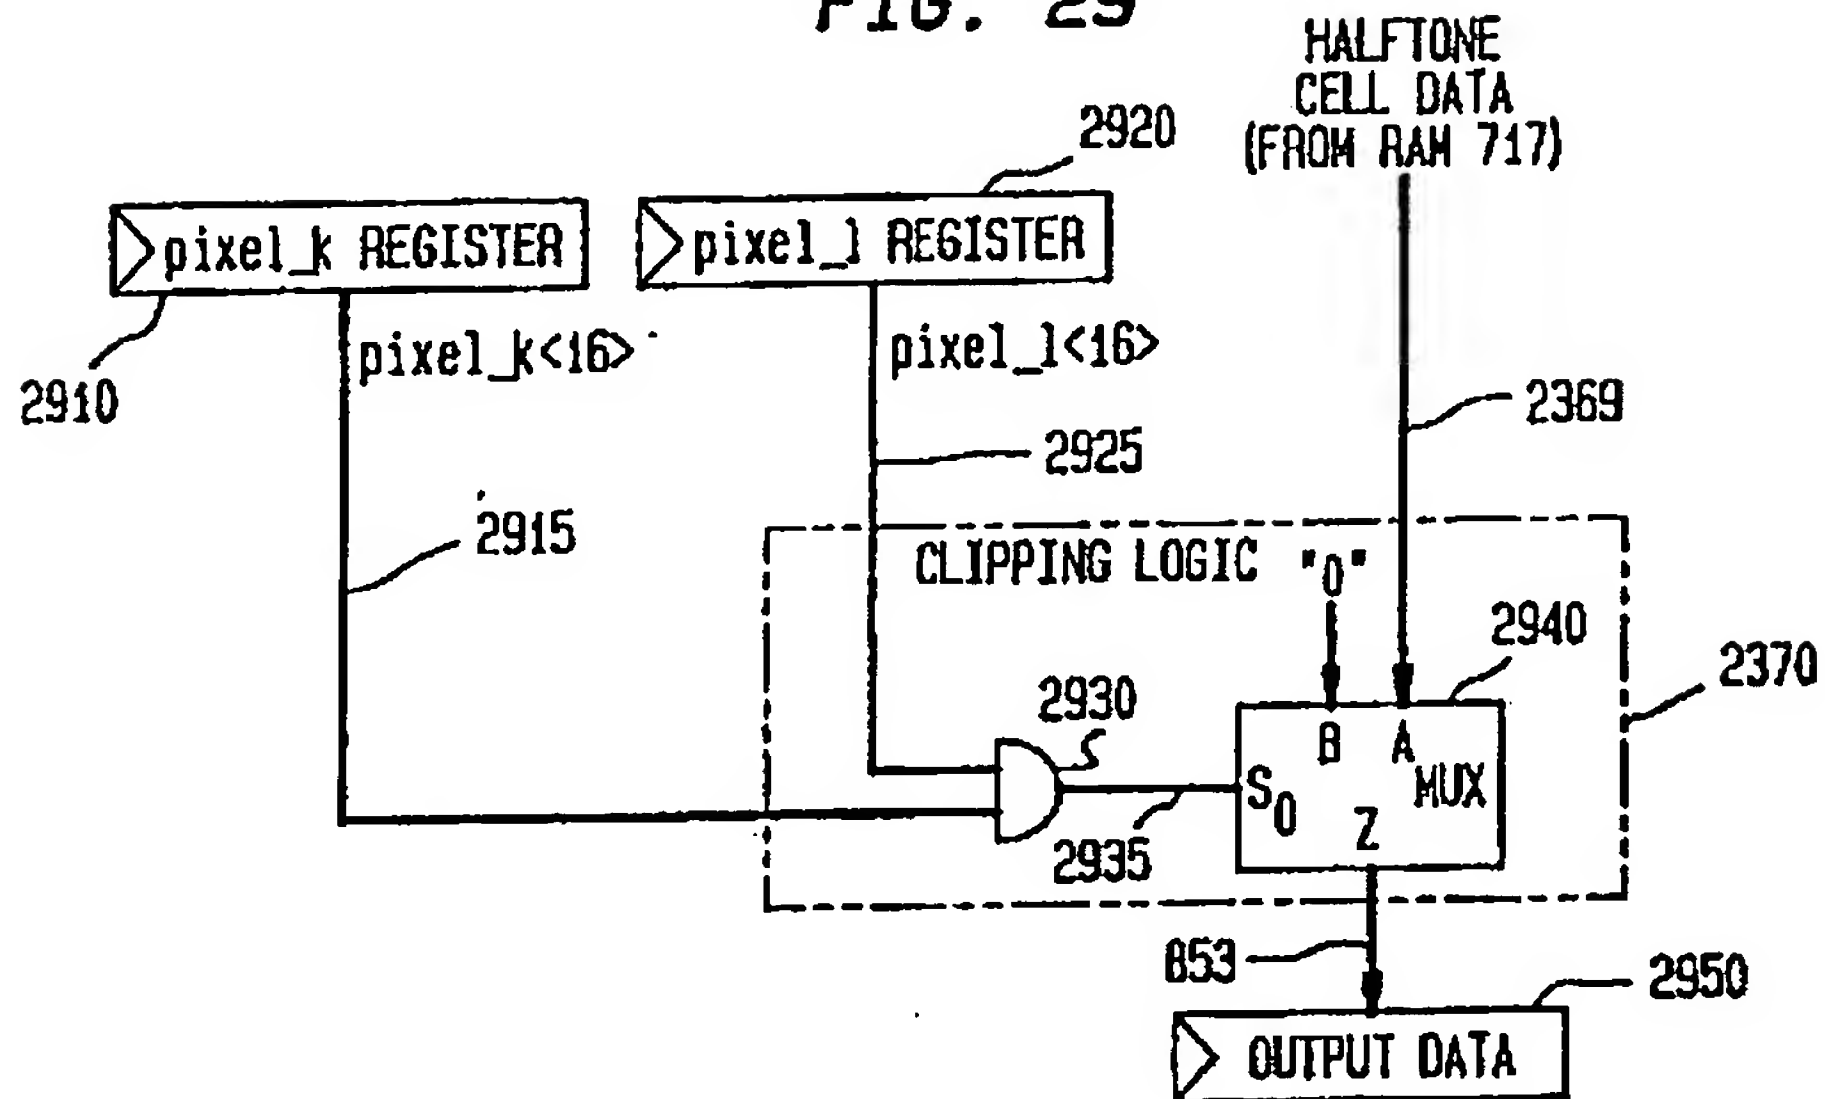 FIG. 29
HALFTONE
CELL DATA
(FROM RAM 717)
2920
pixel_k REGISTER
pixel_l REGISTER
pixel_k<16>
pixel_l<16>
2910
2369
2925
2915
CLIPPING LOGIC
"0"
2940
2370
2930
B
A
S0
MUX
Z
2935
853
2950
OUTPUT DATA